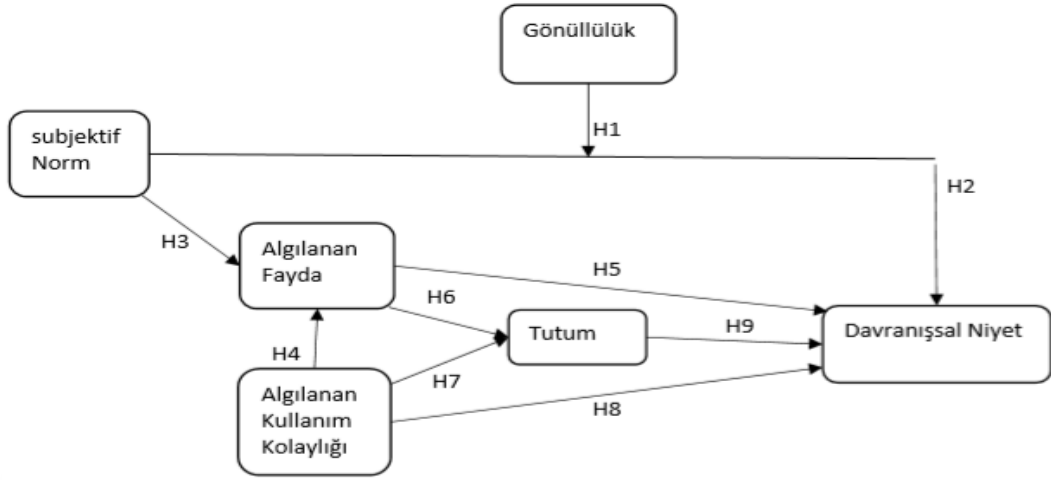 Gönüllülük
H1
subjektif
Norm
H2
H3
Algılanan
Fayda
H5
H6
Tutum
H9
Davranışsal Niyet
H4
H7
Algılanan
Kullanım
Kolaylığı
H8